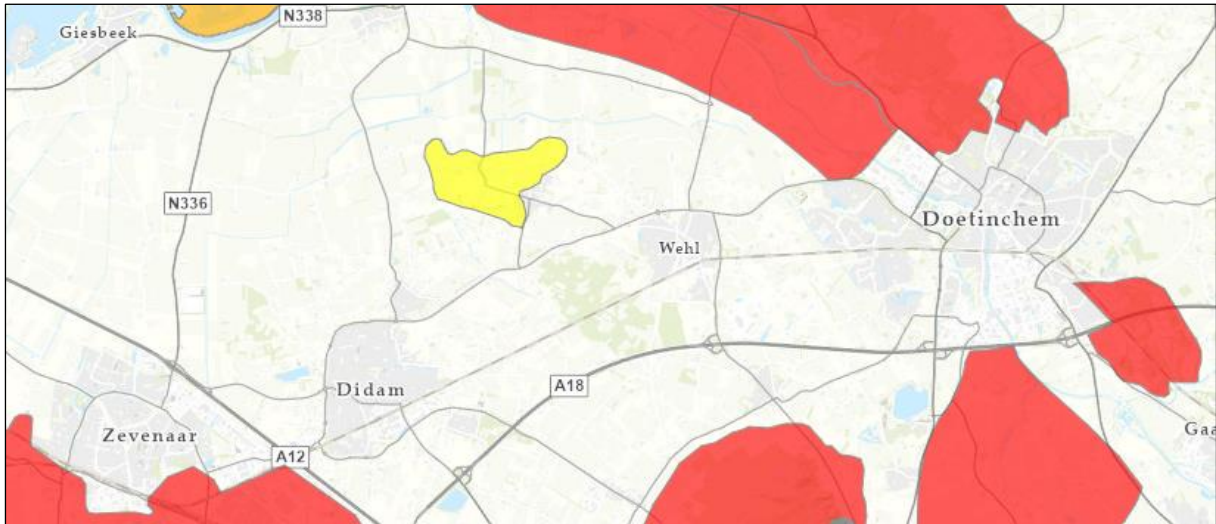 N338
Giesbeek
N336
Doetinchem
Wehl
Didam
A18
Zevenaar
A12
Gaa